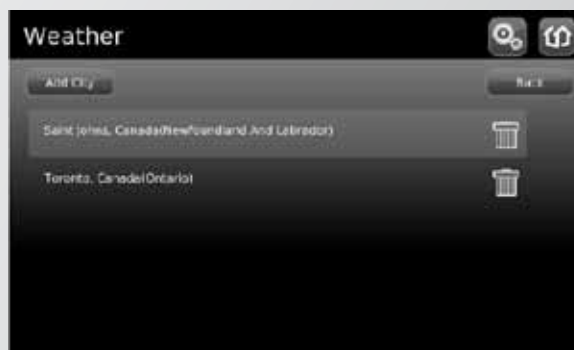 Weather
Add City
Back
Saint Johns, Canada(Newfoundland And Labrador)
Toronto, Canada(Ontario)